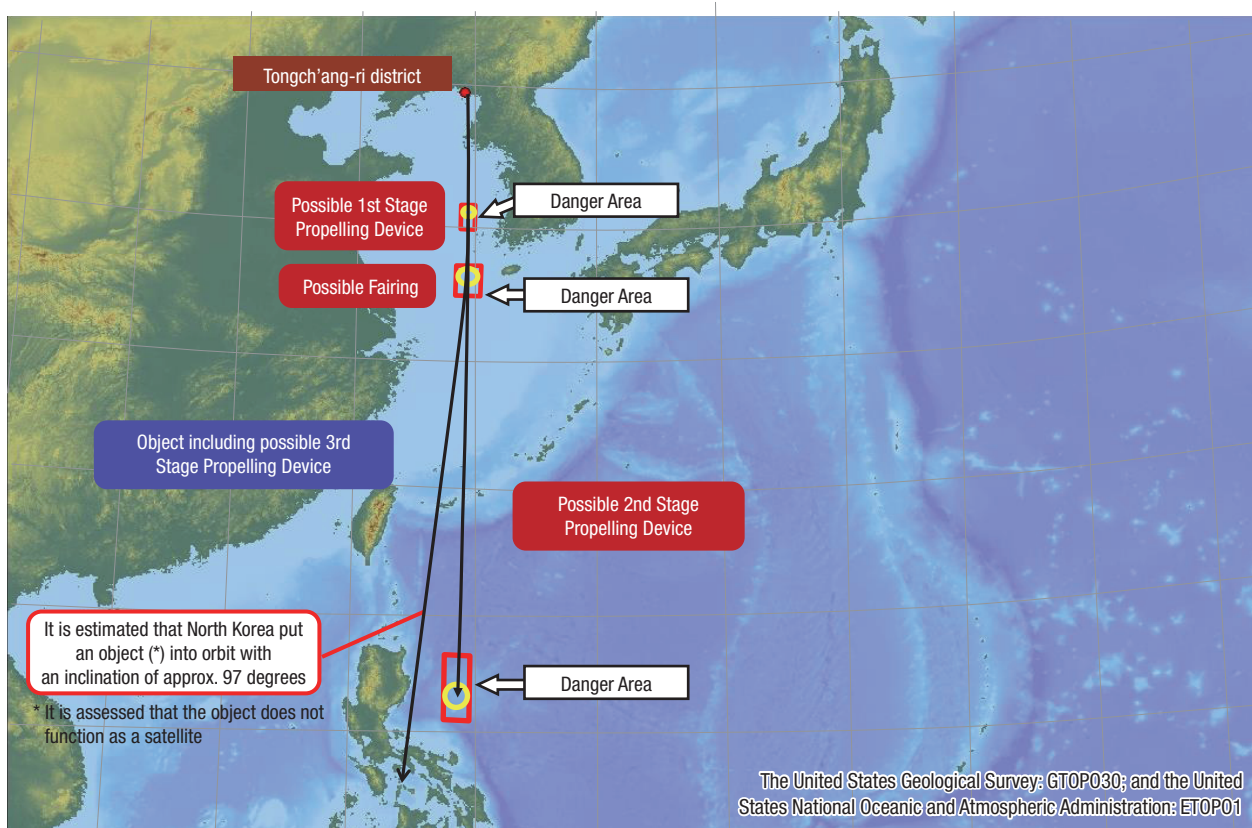 Tongch'ang-ri district
Possible 1st Stage
Propelling Device
Danger Area
Possible Fairing
Danger Area
Object including possible 3rd
Stage Propelling Device
Possible 2nd Stage
Propelling Device
It is estimated that North Korea put
an object (*) into orbit with
an inclination of approx. 97 degrees
Danger Area
* It is assessed that the object does not
function as a satellite
The United States Geological Survey: GTOPO30; and the United
States National Oceanic and Atmospheric Administration: ETOPO1